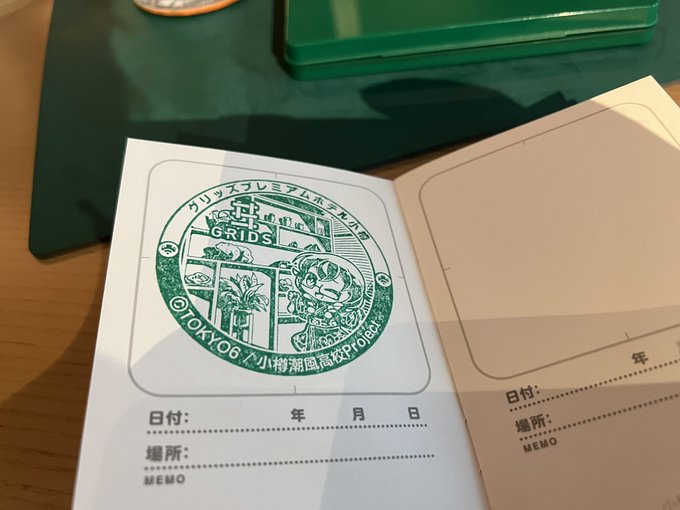 グリッズプレミアムホテル小樽
GRIDS
©TOKYO6 / 小樽潮風高校Project
日付: 年 月 日
場所:
MEMO
年
日付:
場所:
MEMO